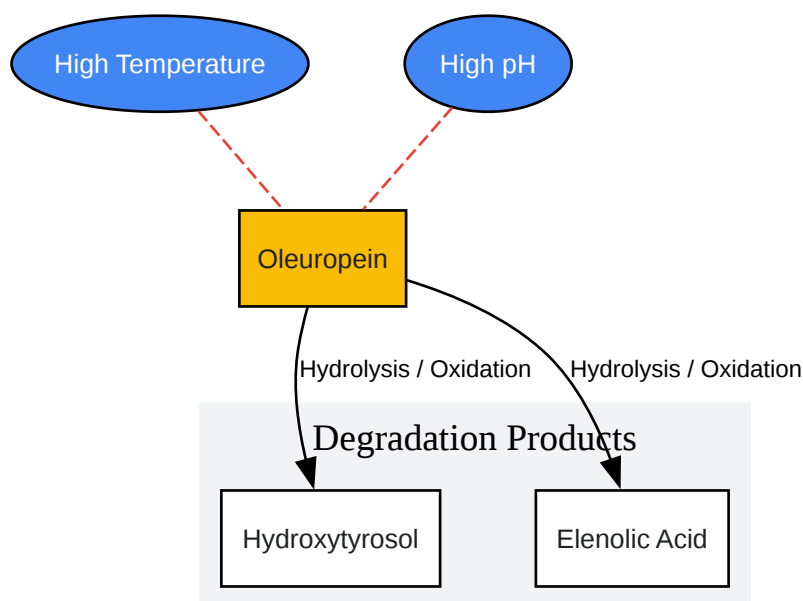 High Temperature
High pH
Oleuropein
Hydrolysis / Oxidation
Hydrolysis / Oxidation
Degradation Products
Hydroxytyrosol
Elenolic Acid